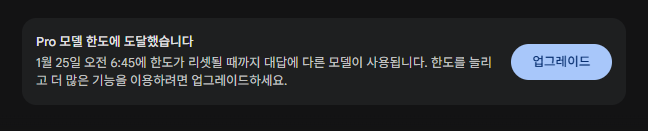 Pro 모델 한도에 도달했습니다
1월 25일 오전 6:45에 한도가 리셋될 때까지 대답에 다른 모델이 사용됩니다. 한도를 늘리
고 더 많은 기능을 이용하려면 업그레이드하세요.
업그레이드